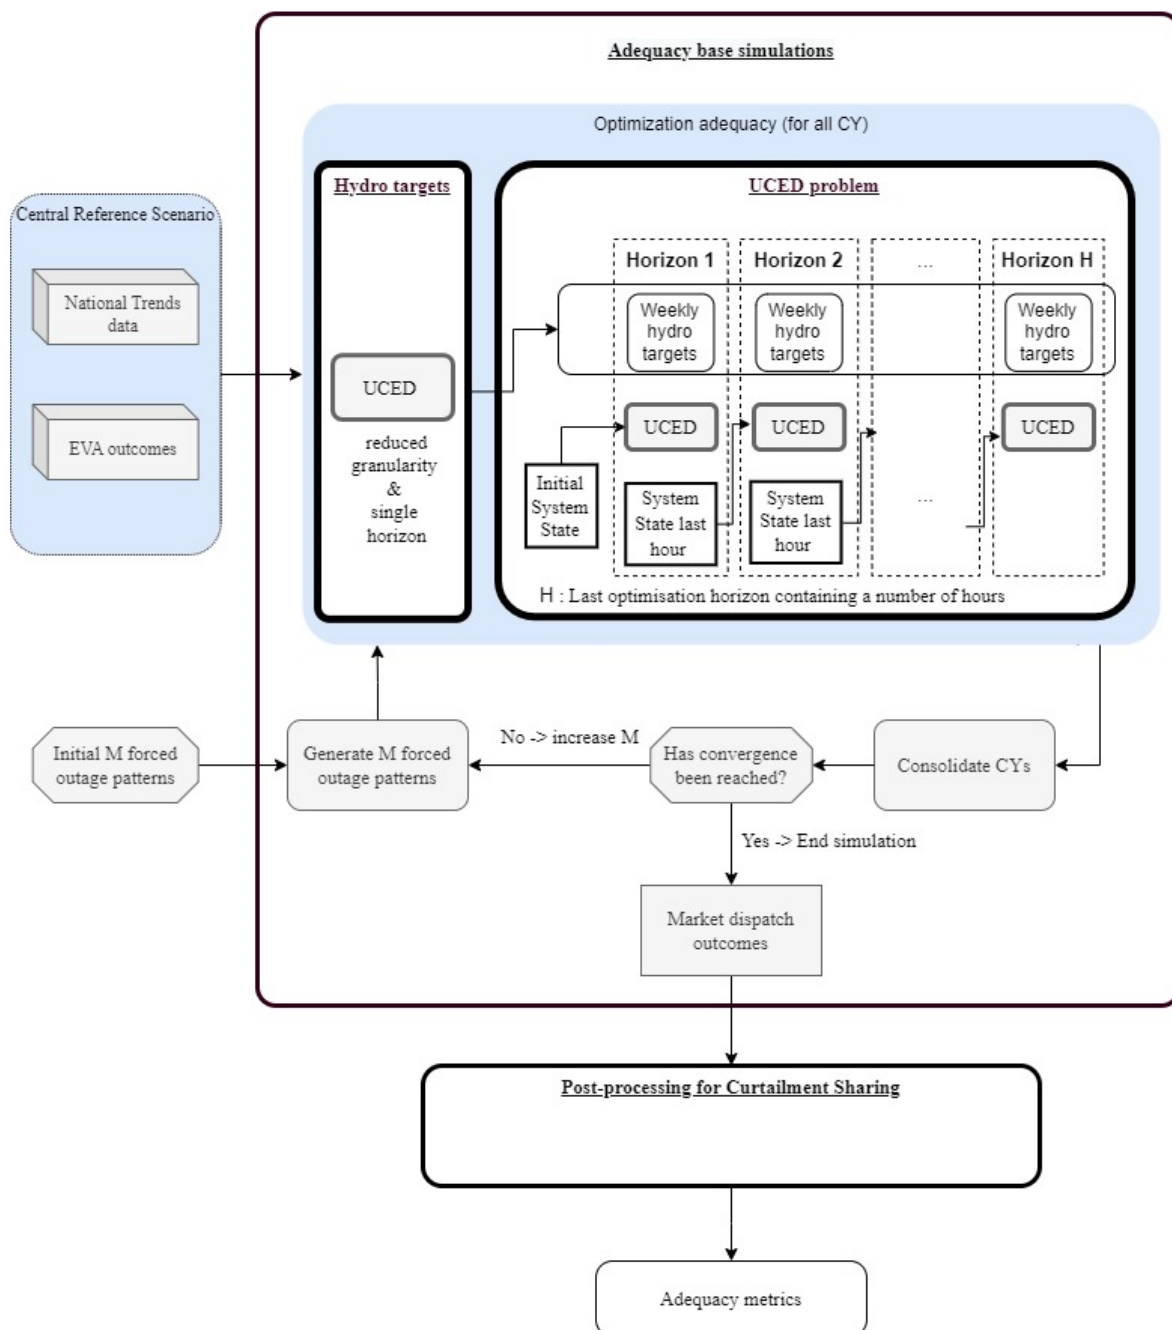 Adequacy base simulations
Optimization adequacy (for all CY)
Central Reference Scenario
National Trends
data
EVA outcomes
Hydro targets
UCED
reduced
granularity
&
single
horizon
UCED problem
Horizon 1
Horizon 2
...
Horizon H
Weekly
hydro
targets
Weekly
hydro
targets
Weekly
hydro
targets
UCED
UCED
UCED
Initial
System
State
System
State last
hour
System
State last
hour
...
H : Last optimisation horizon containing a number of hours
Initial M forced
outage patterns
Generate M forced
outage patterns
No -> increase M
Has convergence
been reached?
Consolidate CYs
Yes -> End simulation
Market dispatch
outcomes
Post-processing for Curtailment Sharing
Adequacy metrics